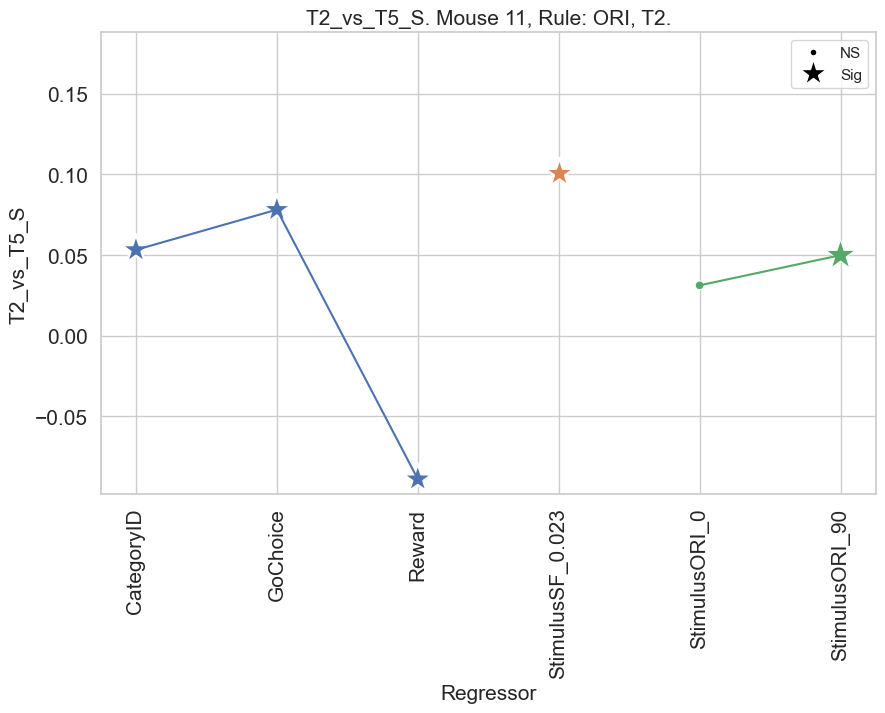 T2_vs_T5_S. Mouse 11, Rule: ORI, T2.
NS
Sig
0.15
0.10
0.05
0.00
−0.05
T2_vs_T5_S
CategoryID
GoChoice
Reward
StimulusSF_0.023
StimulusORI_0
StimulusORI_90
Regressor